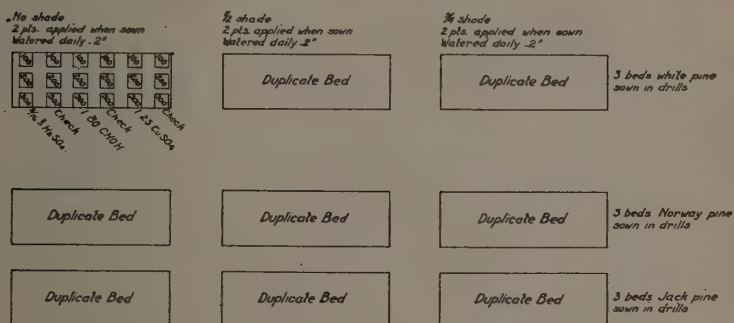 No shade
2 pts. applied when sown
Watered daily .2"
½ shade
2 pts. applied when sown
Watered daily .2"
¾ shade
2 pts. applied when sown
Watered daily .2"
Check
1 80 CHOH
Check
1 25 CuSO₄
Check
Duplicate Bed
Duplicate Bed
3 beds white pine
sown in drills
Duplicate Bed
Duplicate Bed
Duplicate Bed
3 beds Norway pine
sown in drills
Duplicate Bed
Duplicate Bed
Duplicate Bed
3 beds Jack pine
sown in drills